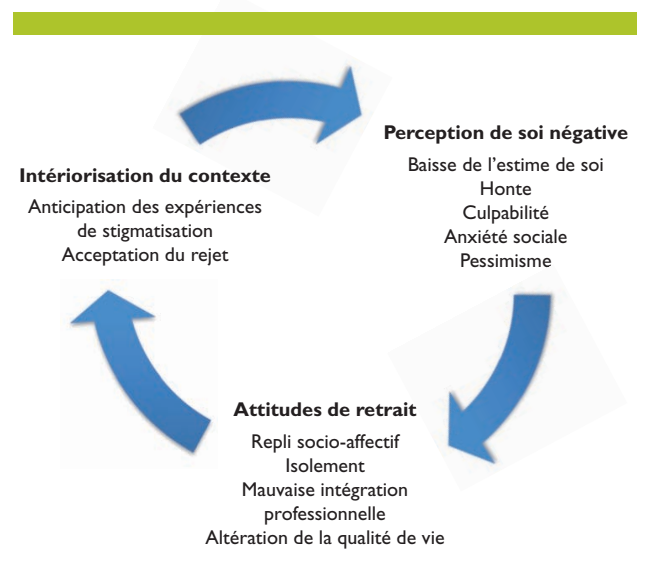 Perception de soi négative
Baisse de l'estime de soi
Honte
Culpabilité
Anxiété sociale
Pessimisme
Intériorisation du contexte
Anticipation des expériences
de stigmatisation
Acceptation du rejet
Attitudes de retrait
Repli socio-affectif
Isolement
Mauvaise intégration
professionnelle
Altération de la qualité de vie